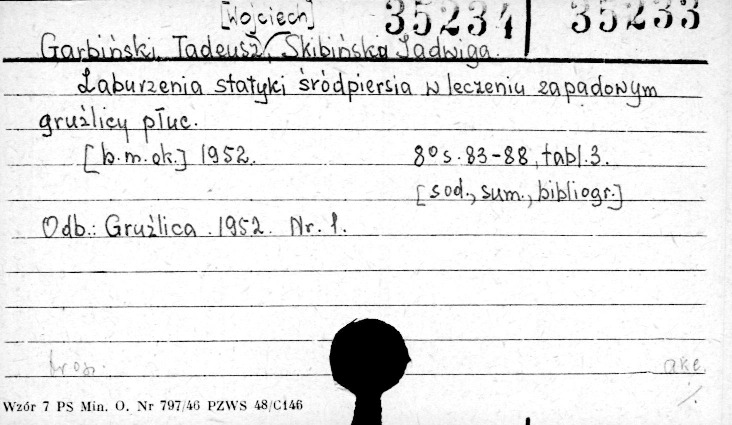 [Wojciech] 35234 | 35233
Garbiński, Tadeusz, Skibińska Jadwiga.
Zaburzenia statyki śródpiersia w leczeniu zapadowym
gruźlicy płuc.
[b.m.ok.] 1952. 8° s. 83-88, tabl. 3.
[sod., sum., bibliogr.]
Odb.: Gruźlica. 1952. Nr. 1.
akc.
Wzór 7 PS Min. O. Nr 797/46 PZWS 48/C146